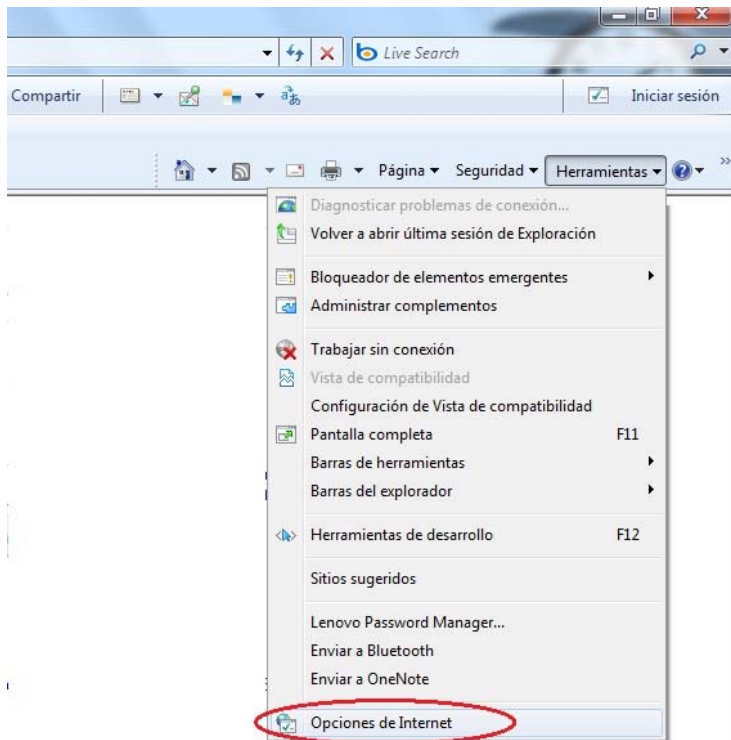 Live Search
Compartir
Iniciar sesión
Página Seguridad Herramientas
Diagnosticar problemas de conexión...
Volver a abrir última sesión de Exploración
Bloqueador de elementos emergentes
Administrar complementos
Trabajar sin conexión
Vista de compatibilidad
Configuración de Vista de compatibilidad
Pantalla completa F11
Barras de herramientas
Barras del explorador
Herramientas de desarrollo F12
Sitios sugeridos
Lenovo Password Manager...
Enviar a Bluetooth
Enviar a OneNote
Opciones de Internet